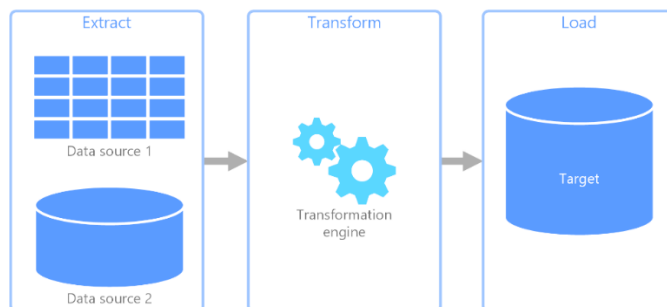 Extract
Data source 1
Data source 2
Transform
Transformation
engine
Load
Target